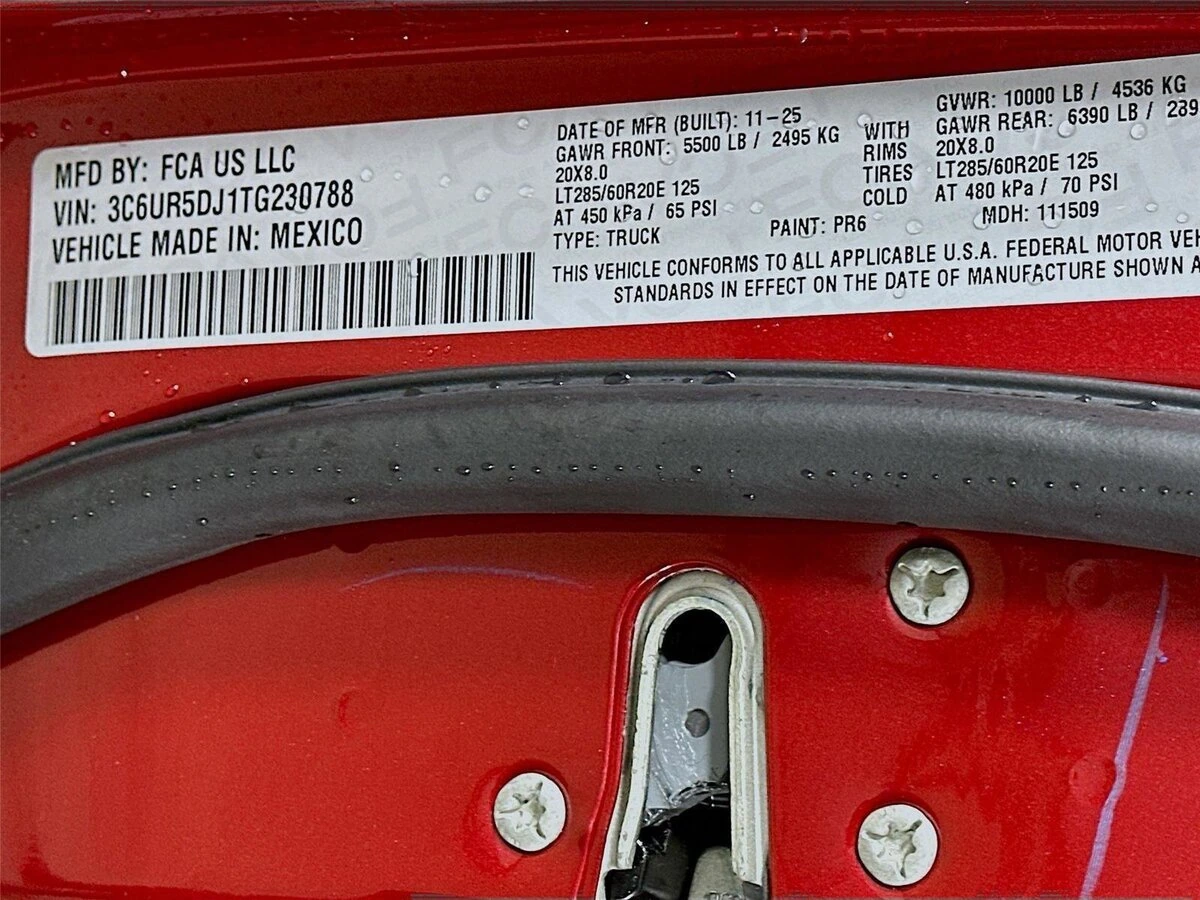 MFD BY: FCA US LLC
VIN: 3C6UR5DJ1TG230788
VEHICLE MADE IN: MEXICO
DATE OF MFR (BUILT): 11-25
GAWR FRONT: 5500 LB / 2495 KG
20X8.0
LT285/60R20E 125
AT 450 kPa / 65 PSI
TYPE: TRUCK
PAINT: PR6
WITH
RIMS
TIRES
COLD
GVWR: 10000 LB / 4536 KG
GAWR REAR: 6390 LB / 289
20X8.0
LT285/60R20E 125
AT 480 kPa / 70 PSI
MDH: 111509
THIS VEHICLE CONFORMS TO ALL APPLICABLE U.S.A. FEDERAL MOTOR VEH
STANDARDS IN EFFECT ON THE DATE OF MANUFACTURE SHOWN A